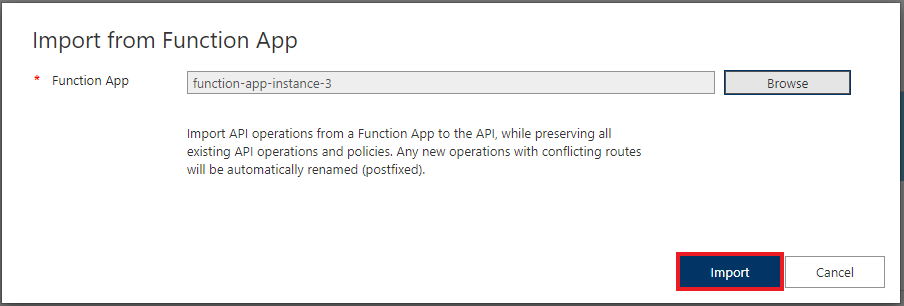 Import from Function App
* Function App
function-app-instance-3
Browse
Import API operations from a Function App to the API, while preserving all
existing API operations and policies. Any new operations with conflicting routes
will be automatically renamed (postfixed).
Import
Cancel